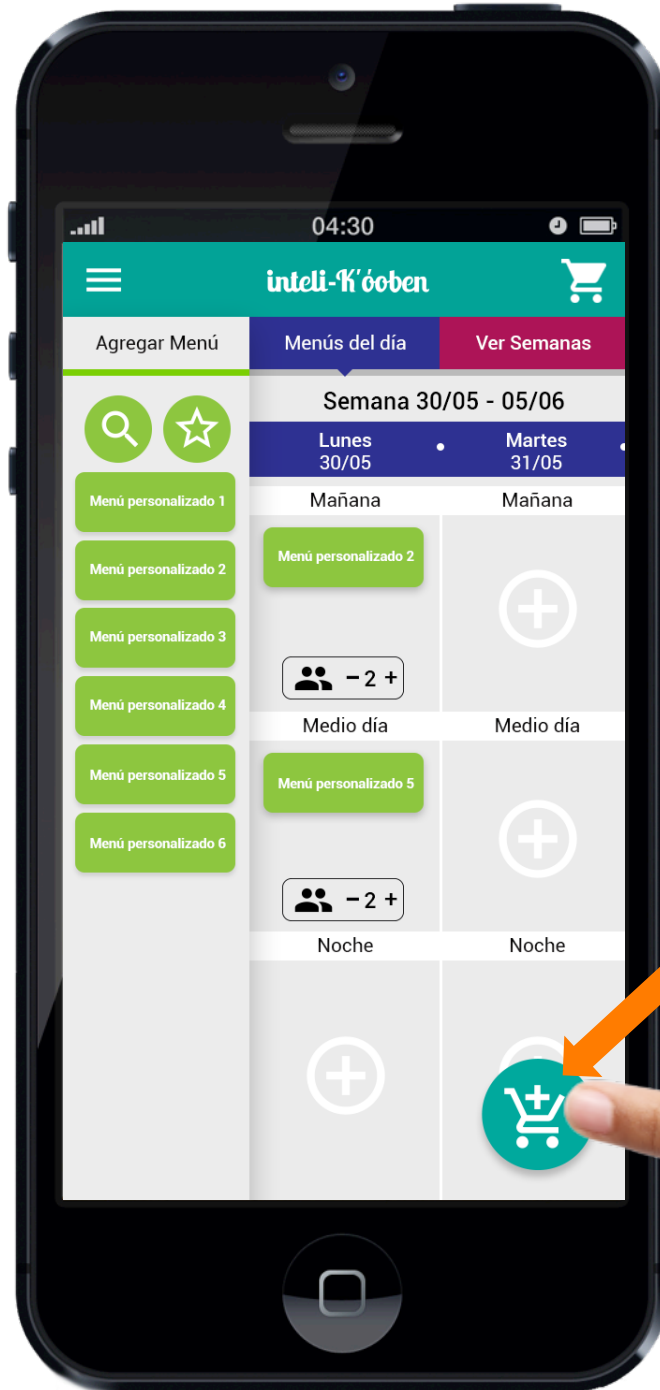 04:30
inteli-K'óoben
Agregar Menú
Menús del día
Ver Semanas
Semana 30/05 - 05/06
Lunes
30/05
Martes
31/05
Menú personalizado 1
Menú personalizado 2
Menú personalizado 3
Menú personalizado 4
Menú personalizado 5
Menú personalizado 6
Mañana
Mañana
Menú personalizado 2
− 2 +
Medio día
Medio día
Menú personalizado 5
− 2 +
Noche
Noche